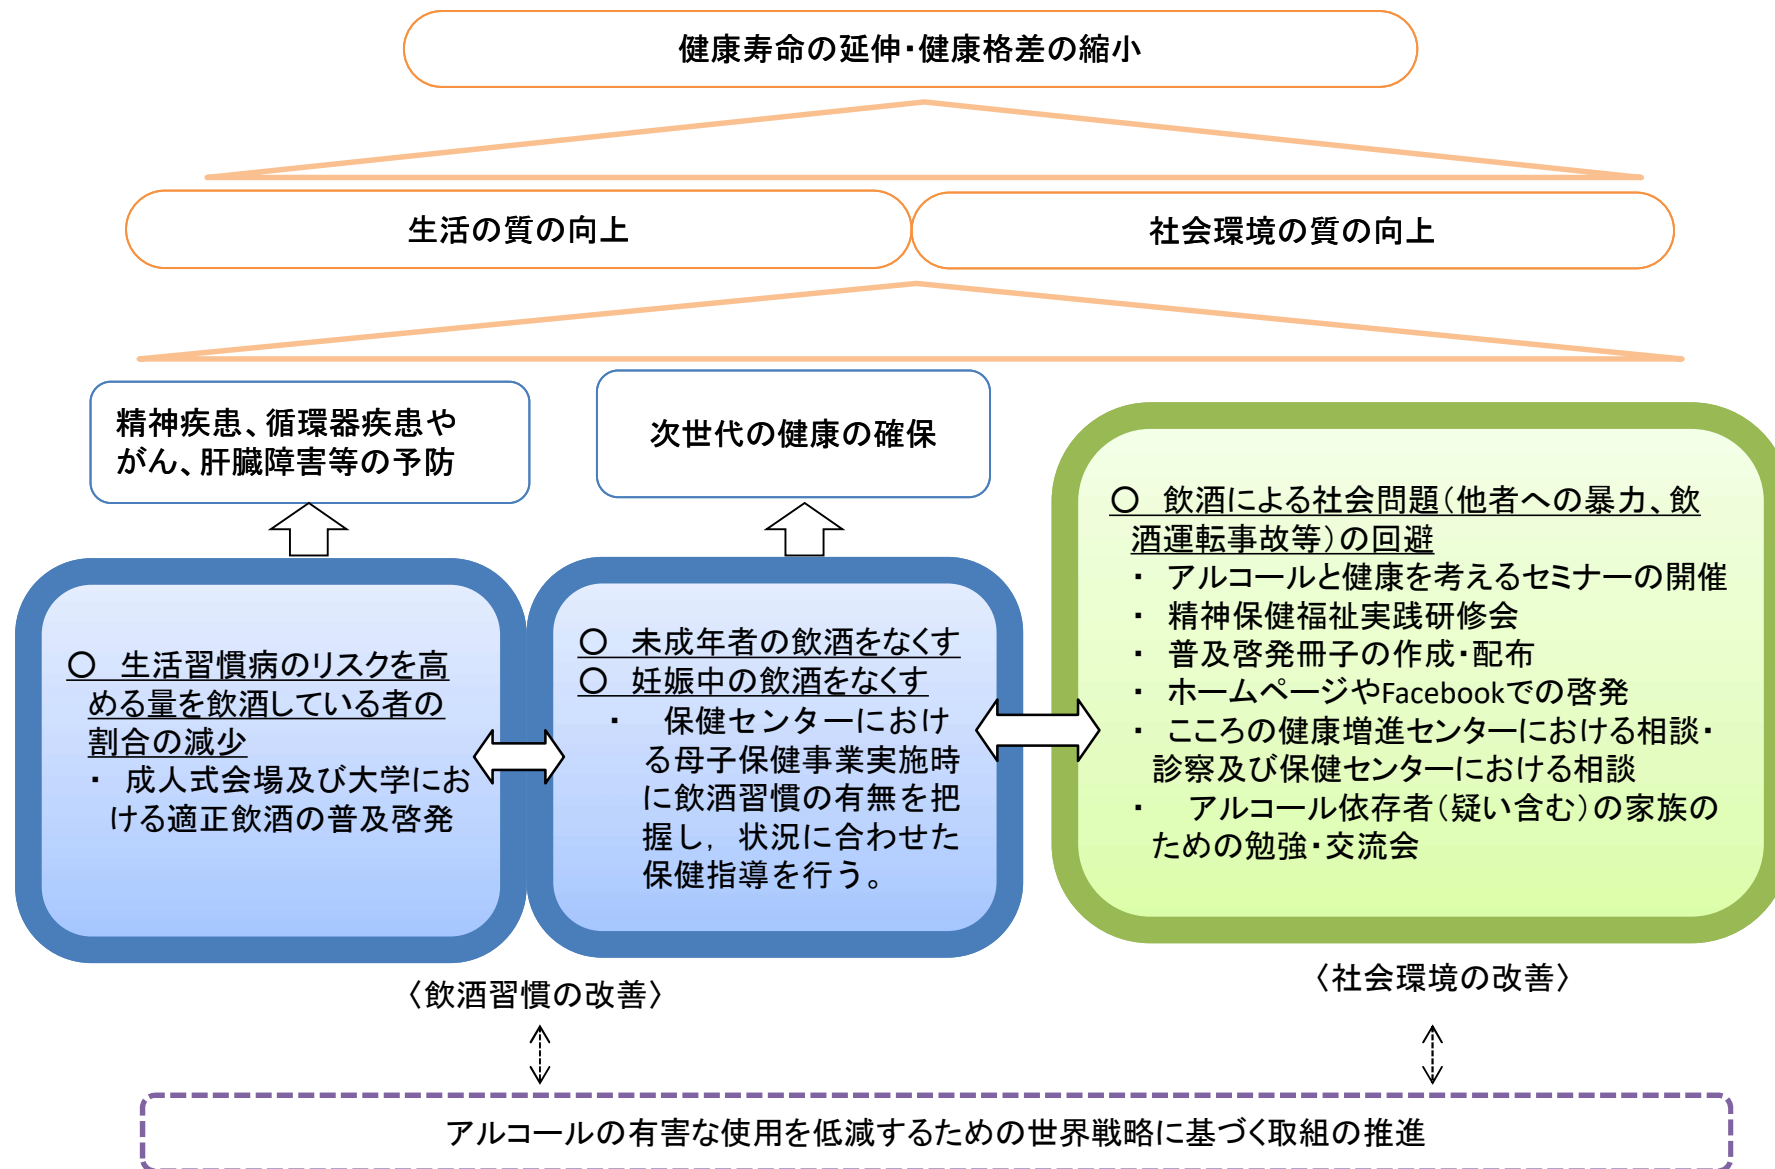 健康寿命の延伸・健康格差の縮小
生活の質の向上
社会環境の質の向上
精神疾患、循環器疾患や
がん、肝臓障害等の予防
次世代の健康の確保
○ 生活習慣病のリスクを高
める量を飲酒している者の
割合の減少
・ 成人式会場及び大学にお
ける適正飲酒の普及啓発
○ 未成年者の飲酒をなくす
○ 妊娠中の飲酒をなくす
・ 保健センターにおけ
る母子保健事業実施時
に飲酒習慣の有無を把
握し，状況に合わせた
保健指導を行う。
○ 飲酒による社会問題（他者への暴力、飲
酒運転事故等）の回避
・ アルコールと健康を考えるセミナーの開催
・ 精神保健福祉実践研修会
・ 普及啓発冊子の作成・配布
・ ホームページやFacebookでの啓発
・ こころの健康増進センターにおける相談・
診察及び保健センターにおける相談
・ アルコール依存者（疑い含む）の家族の
ための勉強・交流会
〈飲酒習慣の改善〉
〈社会環境の改善〉
アルコールの有害な使用を低減するための世界戦略に基づく取組の推進